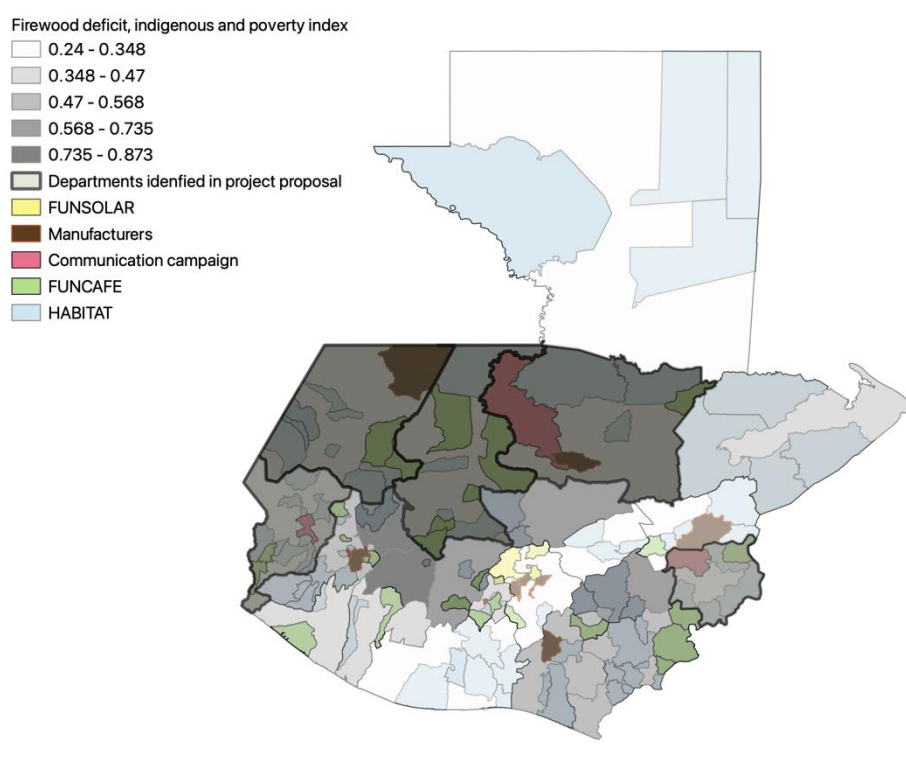 Firewood deficit, indigenous and poverty index
0.24 - 0.348
0.348 - 0.47
0.47 - 0.568
0.568 - 0.735
0.735 - 0.873
Departments idenfied in project proposal
FUNSOLAR
Manufacturers
Communication campaign
FUNCAFE
HABITAT